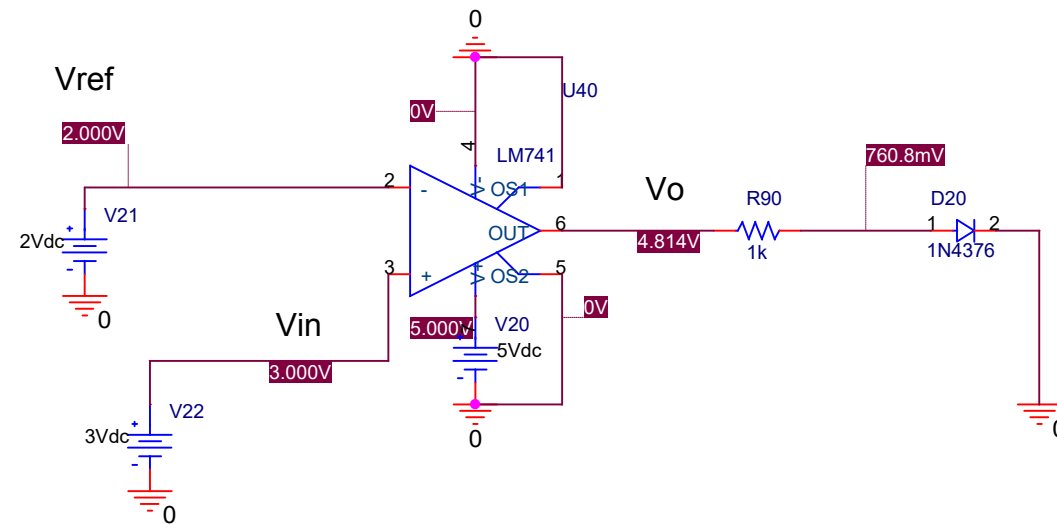 0
Vref
U40
0V
2.000V
4
LM741
760.8mV
2
-
V-
OS1
1
Vo
R90
D20
+
V21
OUT
6
1
2
2Vdc
4.814V
1k
1N4376
-
3
+
V+
OS2
5
0
Vin
0V
5.000V
7
V20
+
5Vdc
3.000V
-
+
V22
0
0
3Vdc
-
0